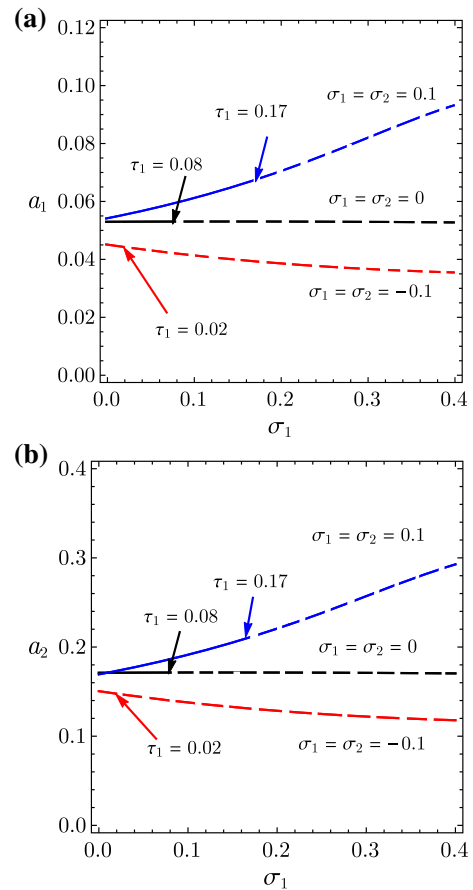 (a)
0.12
σ₁ = σ₂ = 0.1
0.10
τ₁ = 0.17
0.08
τ₁ = 0.08
a₁
σ₁ = σ₂ = 0
0.06
0.04
σ₁ = σ₂ = −0.1
τ₁ = 0.02
0.02
0.00
0.0 0.1 0.2 0.3 0.4
σ₁
(b)
0.4
σ₁ = σ₂ = 0.1
0.3
τ₁ = 0.17
τ₁ = 0.08
σ₁ = σ₂ = 0
a₂
0.2
τ₁ = 0.02
σ₁ = σ₂ = −0.1
0.1
0.0
0.0 0.1 0.2 0.3 0.4
σ₁